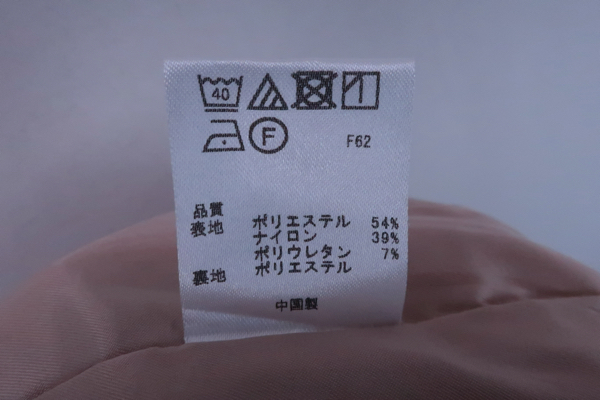 40
F
F62
品質
表地 ポリエステル 54%
ナイロン 39%
ポリウレタン 7%
裏地 ポリエステル
中国製